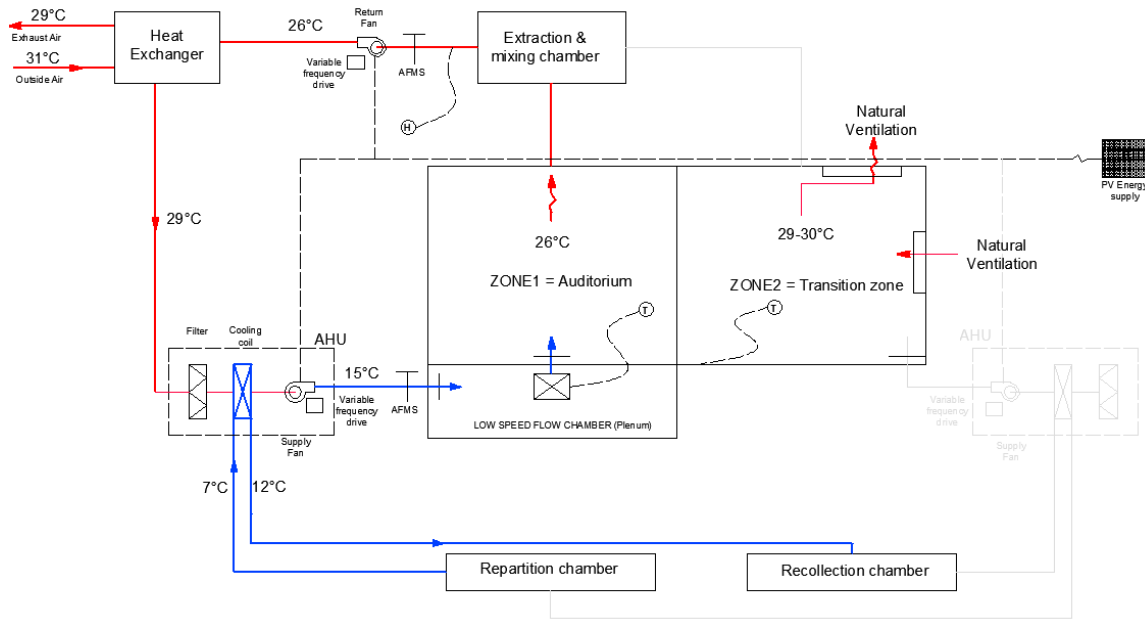 29°C
Exhaust Air
31°C
Outside Air
Heat
Exchanger
26°C
Return
Fan
Variable
frequency
drive
AFMS
H
Extraction &
mixing chamber
Natural
Ventilation
PV Energy
supply
29°C
26°C
ZONE1 = Auditorium
29-30°C
ZONE2 = Transition zone
Natural
Ventilation
T
T
Filter
Cooling
coil
AHU
15°C
Variable
frequency
drive
AFMS
Supply
Fan
LOW SPEED FLOW CHAMBER (Plenum)
AHU
Variable
frequency
drive
Supply
Fan
7°C
12°C
Repartition chamber
Recollection chamber